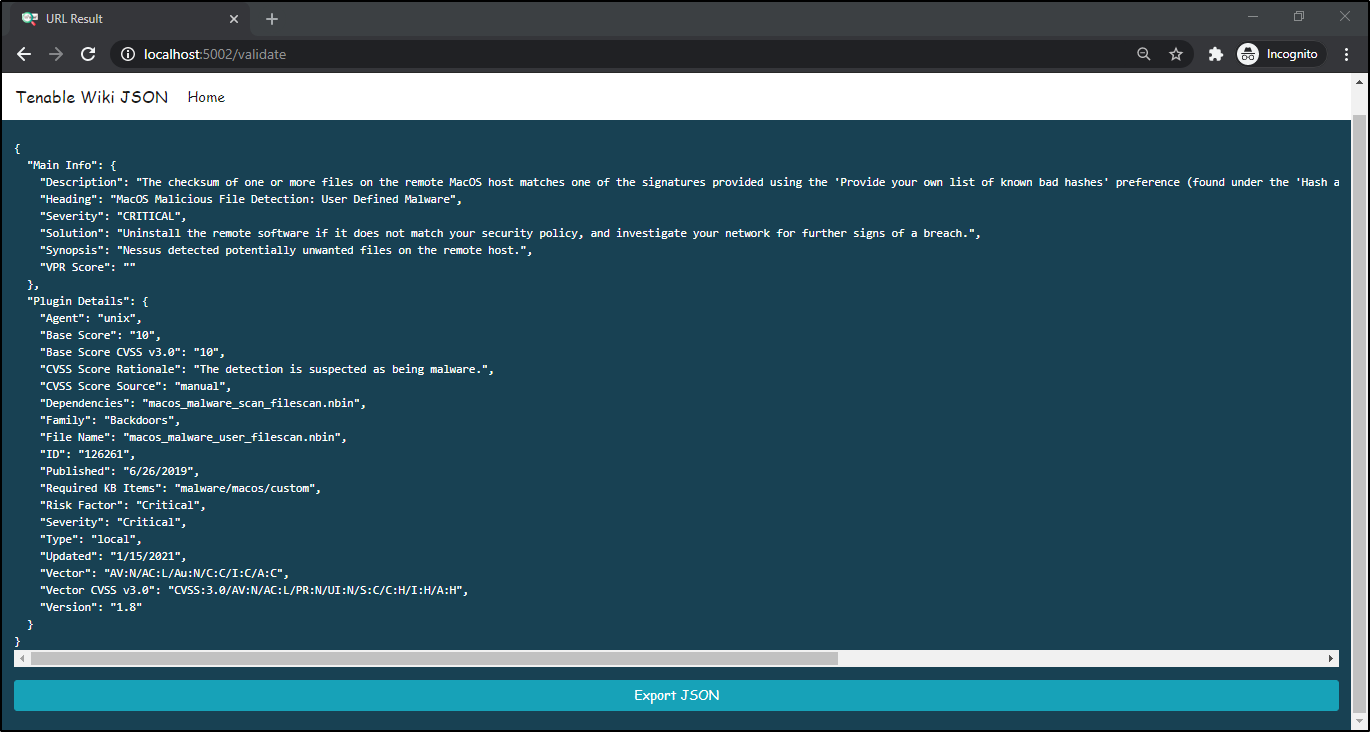 URL Result
localhost:5002/validate
Incognito
Tenable Wiki JSON Home
{
"Main Info": {
"Description": "The checksum of one or more files on the remote MacOS host matches one of the signatures provided using the 'Provide your own list of known bad hashes' preference (found under the 'Hash a
"Heading": "MacOS Malicious File Detection: User Defined Malware",
"Severity": "CRITICAL",
"Solution": "Uninstall the remote software if it does not match your security policy, and investigate your network for further signs of a breach.",
"Synopsis": "Nessus detected potentially unwanted files on the remote host.",
"VPR Score": ""
},
"Plugin Details": {
"Agent": "unix",
"Base Score": "10",
"Base Score CVSS v3.0": "10",
"CVSS Score Rationale": "The detection is suspected as being malware.",
"CVSS Score Source": "manual",
"Dependencies": "macos_malware_scan_filescan.nbin",
"Family": "Backdoors",
"File Name": "macos_malware_user_filescan.nbin",
"ID": "126261",
"Published": "6/26/2019",
"Required KB Items": "malware/macos/custom",
"Risk Factor": "Critical",
"Severity": "Critical",
"Type": "local",
"Updated": "1/15/2021",
"Vector": "AV:N/AC:L/Au:N/C:C/I:C/A:C",
"Vector CVSS v3.0": "CVSS:3.0/AV:N/AC:L/PR:N/UI:N/S:C/C:H/I:H/A:H",
"Version": "1.8"
}
}
Export JSON